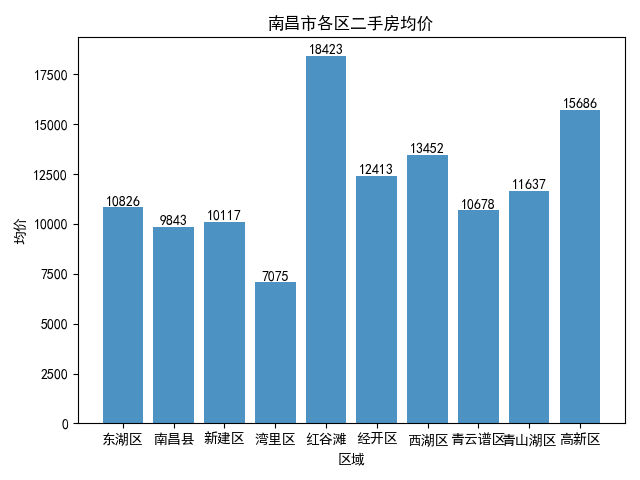 南昌市各区二手房均价
均价
17500
15000
12500
10000
7500
5000
2500
0
10826
9843
10117
7075
18423
12413
13452
10678
11637
15686
东湖区
南昌县
新建区
湾里区
红谷滩
经开区
西湖区
青云谱区
青山湖区
高新区
区域